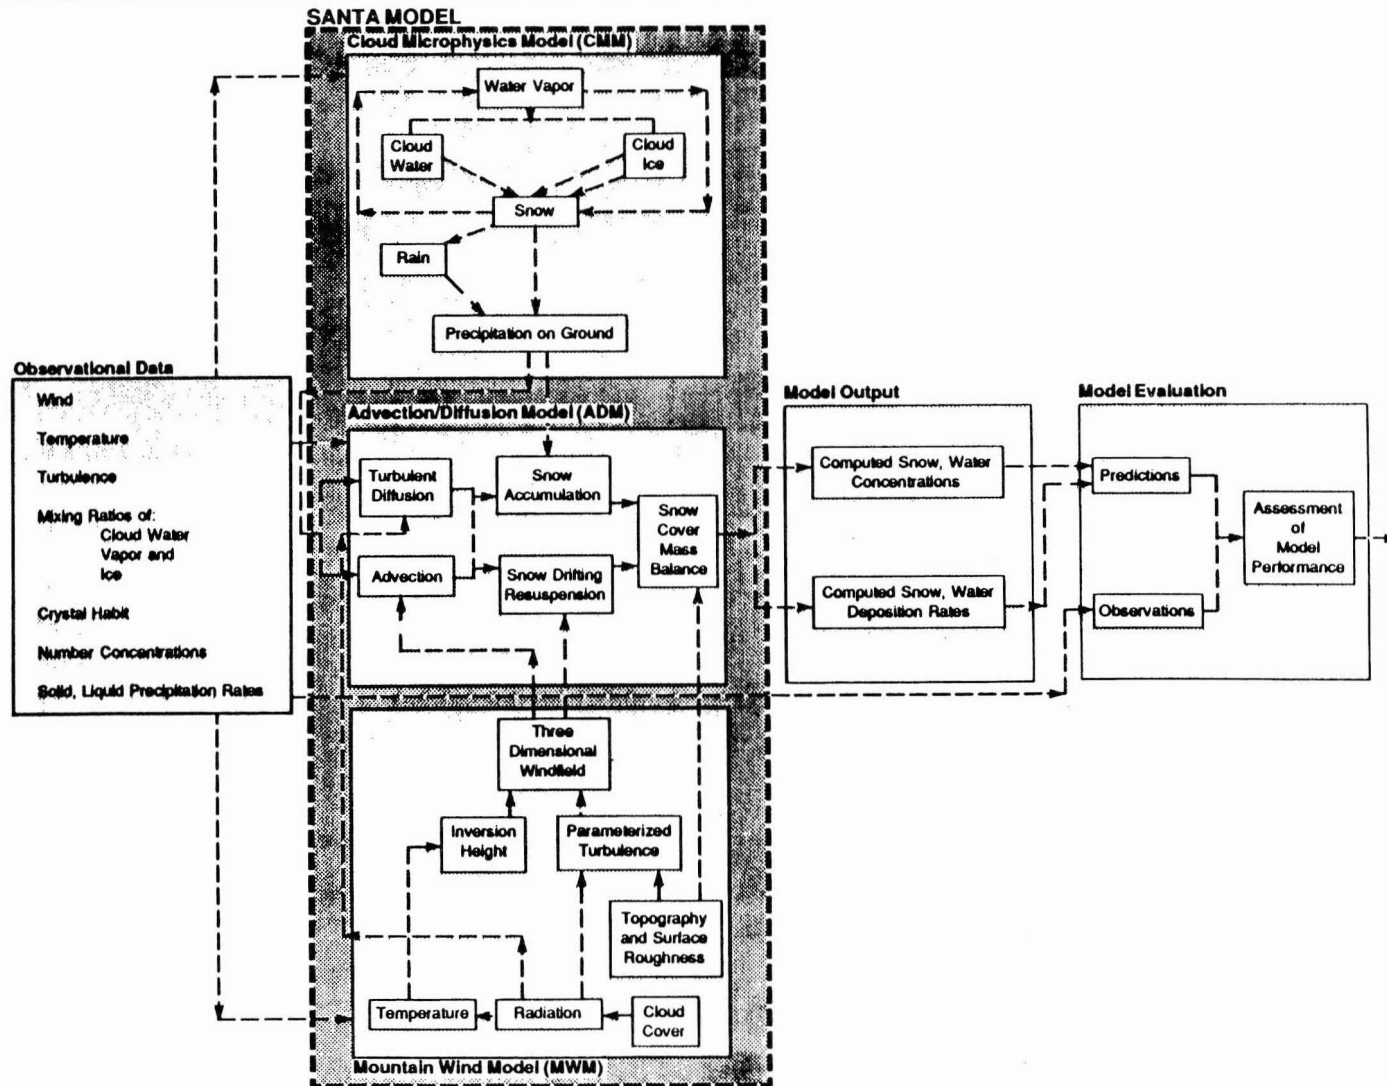 SANTA MODEL
Cloud Microphysics Model (CMM)
Water Vapor
Cloud
Water
Cloud
Ice
Snow
Rain
Precipitation on Ground
Observational Data
Wind
Temperature
Turbulence
Mixing Ratios of:
Cloud Water
Vapor and
Ice
Crystal Habit
Number Concentrations
Solid, Liquid Precipitation Rates
Advection/Diffusion Model (ADM)
Turbulent
Diffusion
Snow
Accumulation
Snow
Cover
Mass
Balance
Advection
Snow Drifting
Resuspension
Model Output
Computed Snow, Water
Concentrations
Computed Snow, Water
Deposition Rates
Model Evaluation
Predictions
Observations
Assessment
of
Model
Performance
Three
Dimensional
Windfield
Inversion
Height
Parameterized
Turbulence
Topography
and Surface
Roughness
Temperature
Radiation
Cloud
Cover
Mountain Wind Model (MWM)